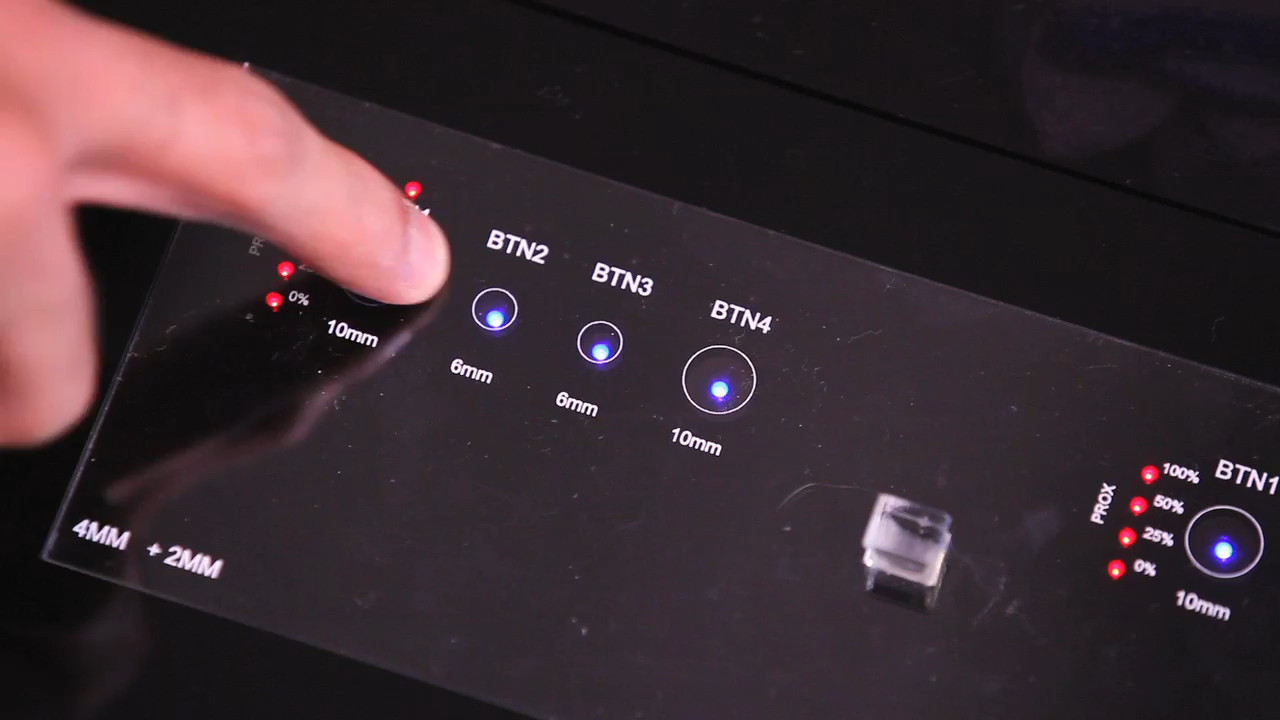 BTN2
BTN3
BTN4
0%
10mm
6mm
6mm
10mm
4MM + 2MM
PROX
100%
50%
25%
0%
BTN1
10mm